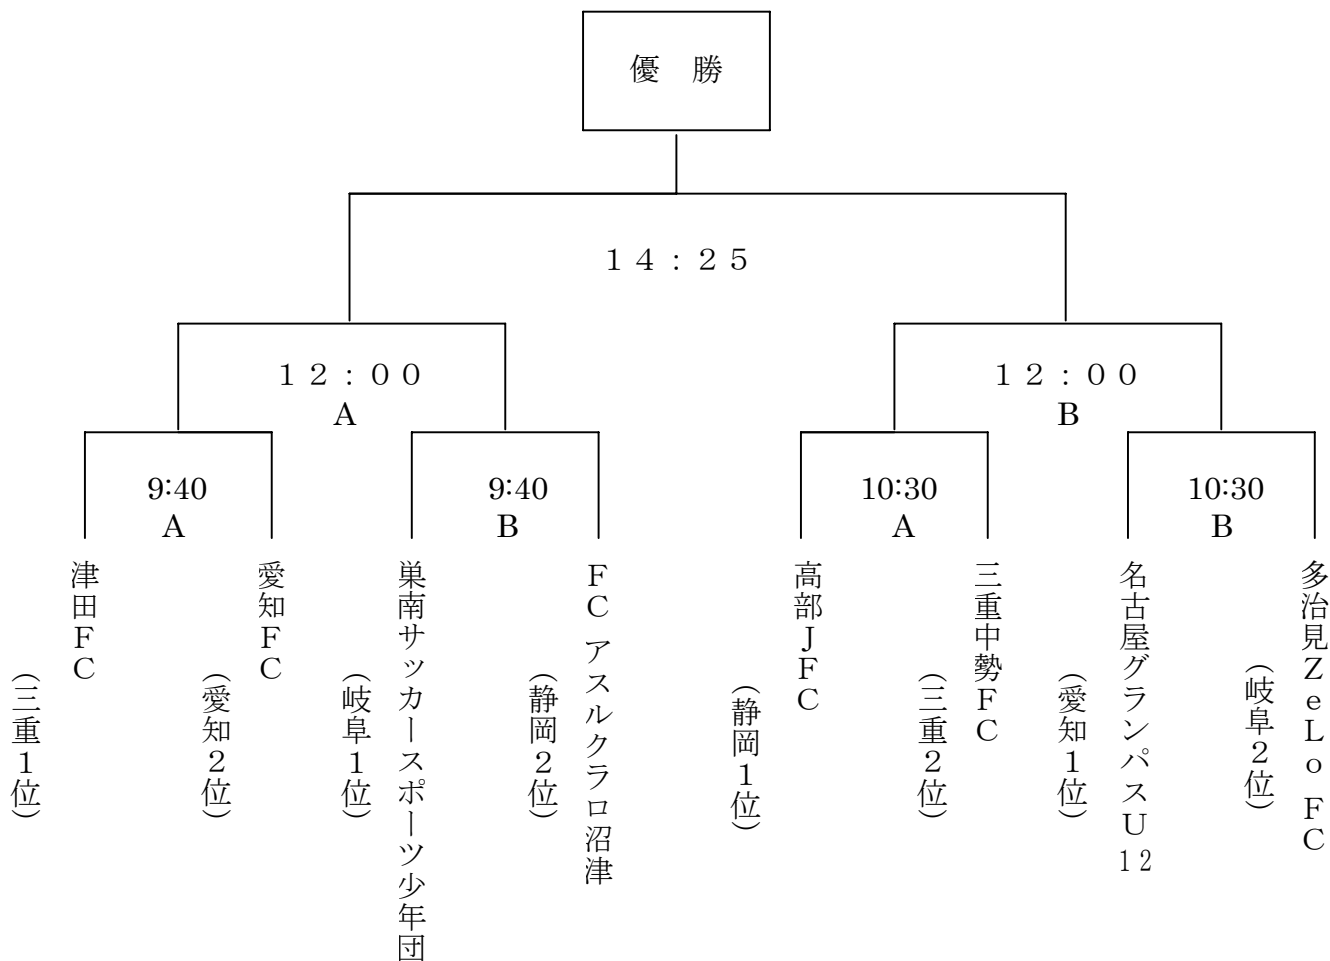 優　勝
１４：２５
１２：００
A
１２：００
B
9:40
A
9:40
B
10:30
A
10:30
B
津田ＦＣ
（三重１位）
愛知ＦＣ
（愛知２位）
巣南サッカースポーツ少年団
（岐阜１位）
ＦＣ アスルクラロ沼津
（静岡２位）
高部ＪＦＣ
（静岡１位）
三重中勢ＦＣ
（三重２位）
名古屋グランパスＵ12
（愛知１位）
多治見ＺｅＬｏ ＦＣ
（岐阜２位）